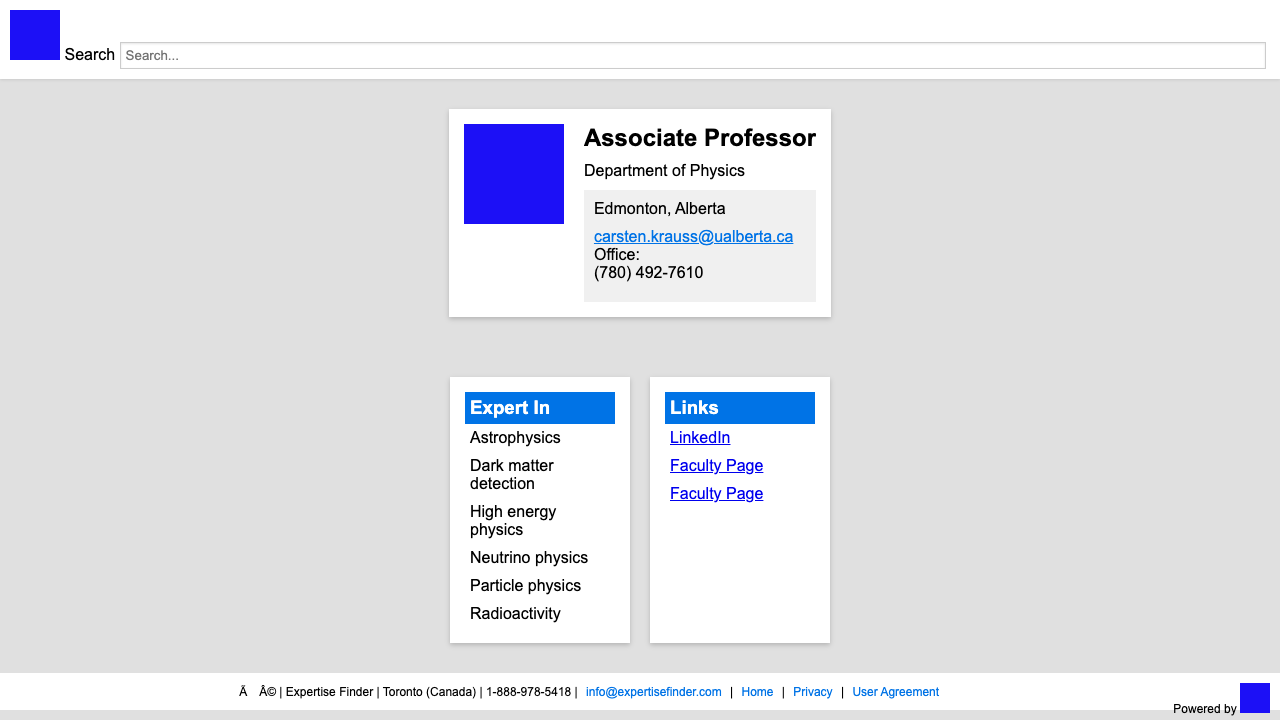 Search Search...
Associate Professor
Department of Physics
Edmonton, Alberta
carsten.krauss@ualberta.ca
Office:
(780) 492-7610
Expert In
Astrophysics
Dark matter
detection
High energy
physics
Neutrino physics
Particle physics
Radioactivity
Links
LinkedIn
Faculty Page
Faculty Page
Ã Â© | Expertise Finder | Toronto (Canada) | 1-888-978-5418 | info@expertisefinder.com | Home | Privacy | User Agreement
Powered by